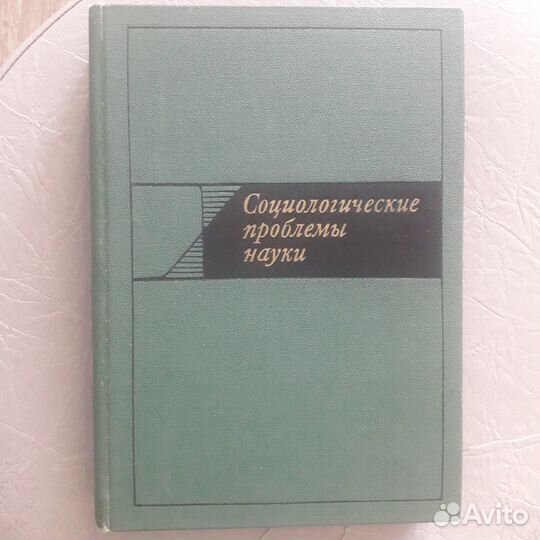 Социологические
проблемы
науки
Avito